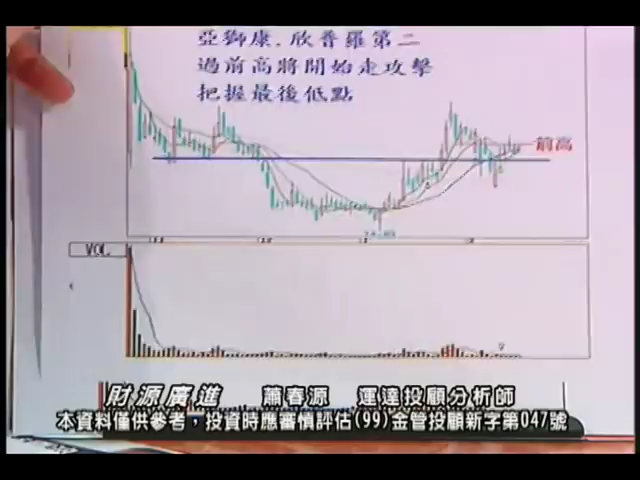 亞獅康．欣普羅第二
過前高將開始走攻擊
把握最後低點
前高
VOL.
財源廣進 蕭春源 運達投顧分析師
本資料僅供參考，投資時應審慎評估(99)金管投顧新字第047號